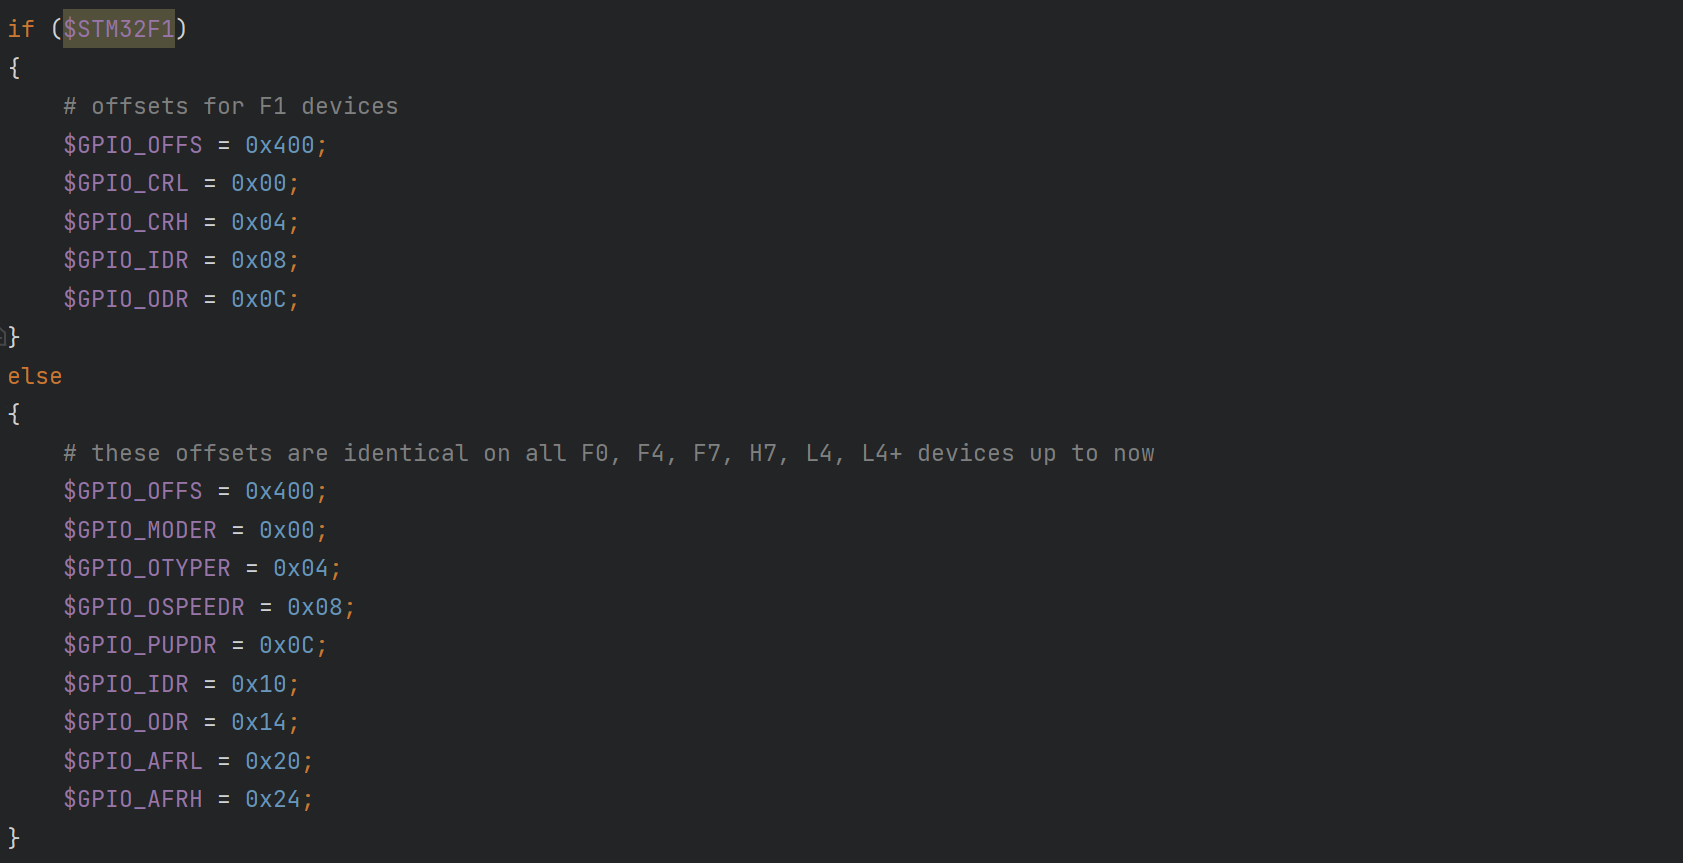 if ($STM32F1)
{
    # offsets for F1 devices
    $GPIO_OFFS = 0x400;
    $GPIO_CRL = 0x00;
    $GPIO_CRH = 0x04;
    $GPIO_IDR = 0x08;
    $GPIO_ODR = 0x0C;
}
else
{
    # these offsets are identical on all F0, F4, F7, H7, L4, L4+ devices up to now
    $GPIO_OFFS = 0x400;
    $GPIO_MODER = 0x00;
    $GPIO_OTYPER = 0x04;
    $GPIO_OSPEEDR = 0x08;
    $GPIO_PUPDR = 0x0C;
    $GPIO_IDR = 0x10;
    $GPIO_ODR = 0x14;
    $GPIO_AFRL = 0x20;
    $GPIO_AFRH = 0x24;
}